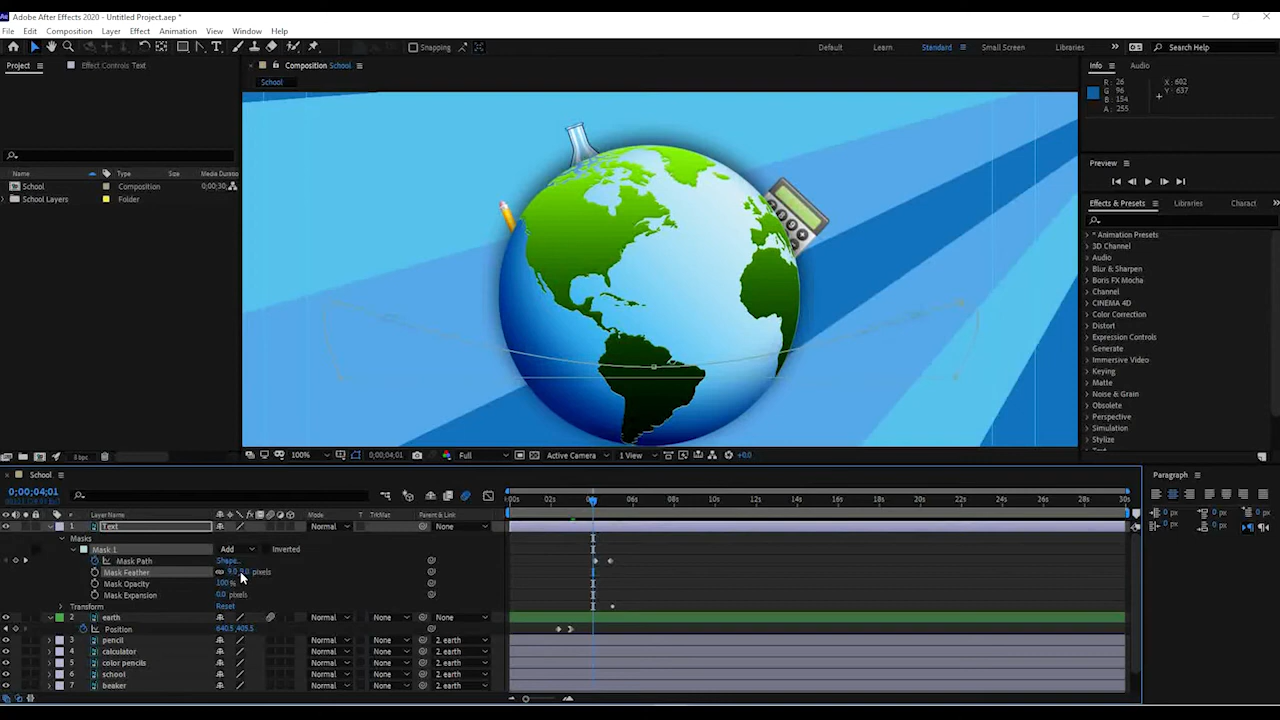 Adobe After Effects 2020 - Untitled Project.aep *
File Edit Composition Layer Effect Animation View Window Help
Snapping Default Learn Standard Small Screen Libraries Search Help
Project Effect Controls Text
Composition School
School
Name Type Size Media Duratio
School Composition 0;00;30;
School Layers Folder
Info Audio
R: 26
G: 96
B: 154
A: 255
X: 602
Y: 637
Preview
Effects & Presets Libraries Charact
* Animation Presets
3D Channel
Audio
Blur & Sharpen
Boris FX Mocha
Channel
CINEMA 4D
Color Correction
Distort
Expression Controls
Generate
Immersive Video
Keying
Matte
Noise & Grain
Obsolete
Perspective
Simulation
Stylize
8 bpc
100% 0;00;04;01 Full Active Camera 1 View +0.0
School
0;00;04;01
Layer Name Mode T TrkMat Parent & Link
:00s 02s 06s 08s 10s 12s 14s 16s 18s 20s 22s 24s 26s 28s 30s
1 Text Normal None
Masks
Mask 1 Add Inverted
Mask Path Shape...
Mask Feather pixels
Mask Opacity 100 %
Mask Expansion 0.0 pixels
Transform Reset
2 earth Normal None None
Position 640.5,405.5
3 pencil Normal None 2. earth
4 calculator Normal None 2. earth
5 color pencils Normal None 2. earth
6 school Normal None 2. earth
7 beaker Normal None 2. earth
Paragraph
0 px 0 px
0 px 0 px